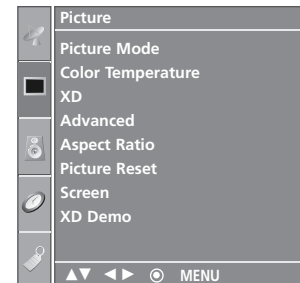 Picture
Picture Mode
Color Temperature
XD
Advanced
Aspect Ratio
Picture Reset
Screen
XD Demo
▲▼ ◄► ⦿ MENU